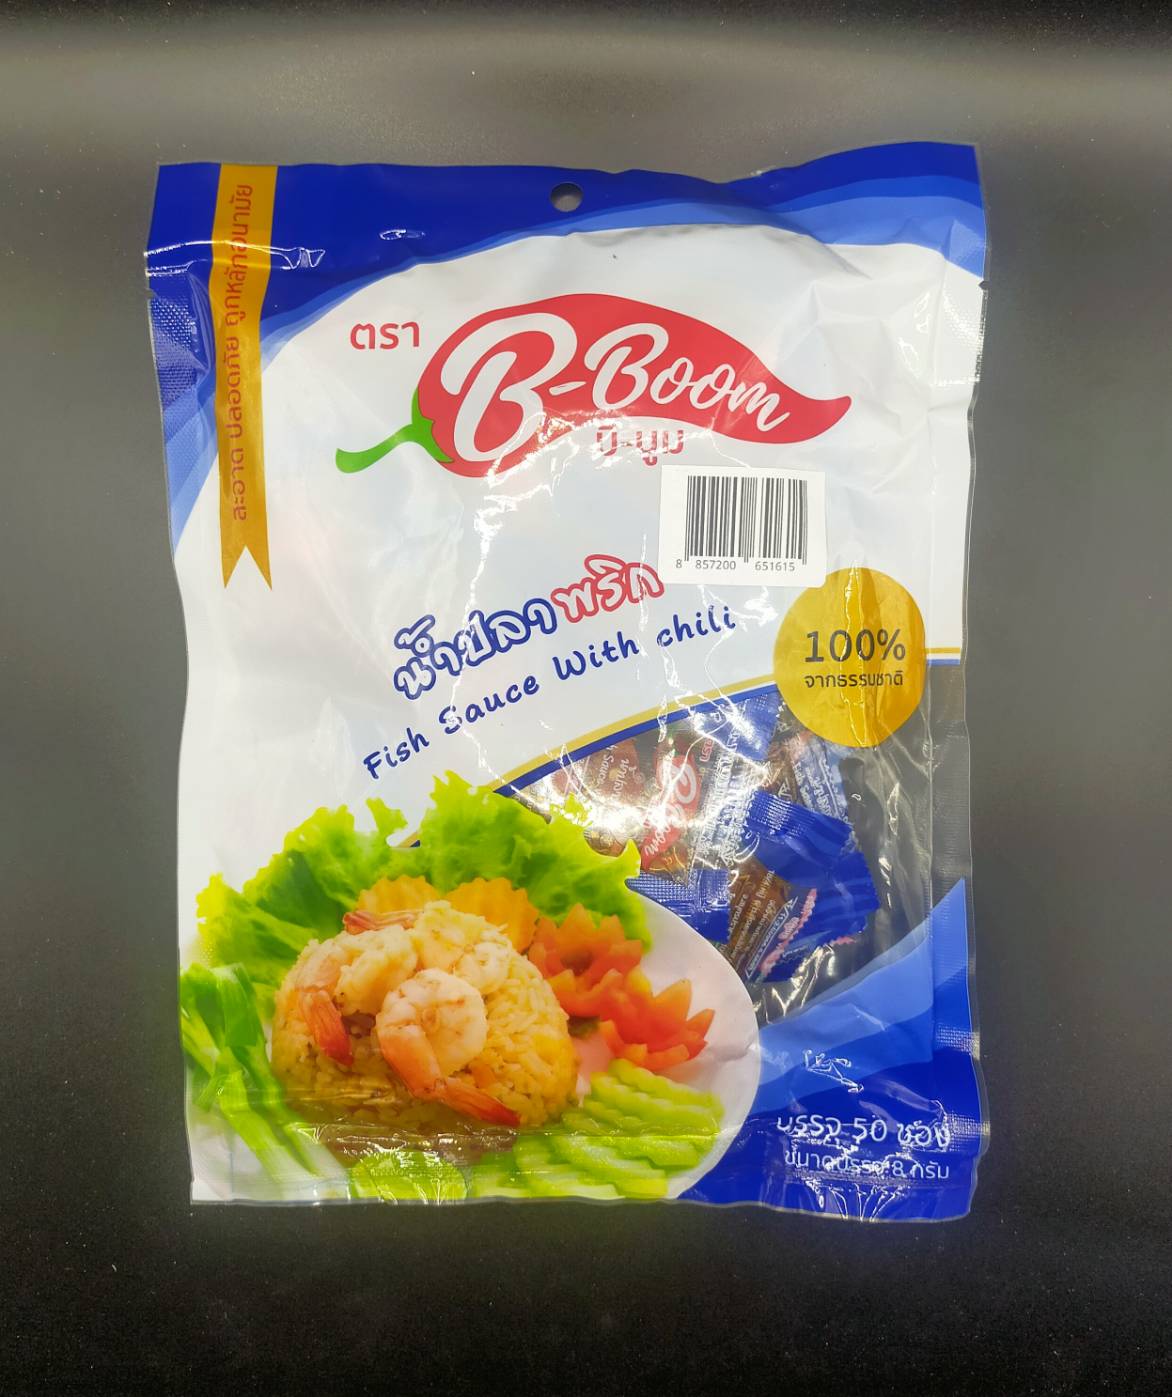 สะอาด ปลอดภัย ถูกหลักอนามัย
ตรา
B-Boom
บี-บูม
8 857200 651615
น้ำปลาพริก
Fish Sauce With chili
100%
จากธรรมชาติ
บรรจุ 50 ซอง
ขนาดบรรจุ 8 กรัม